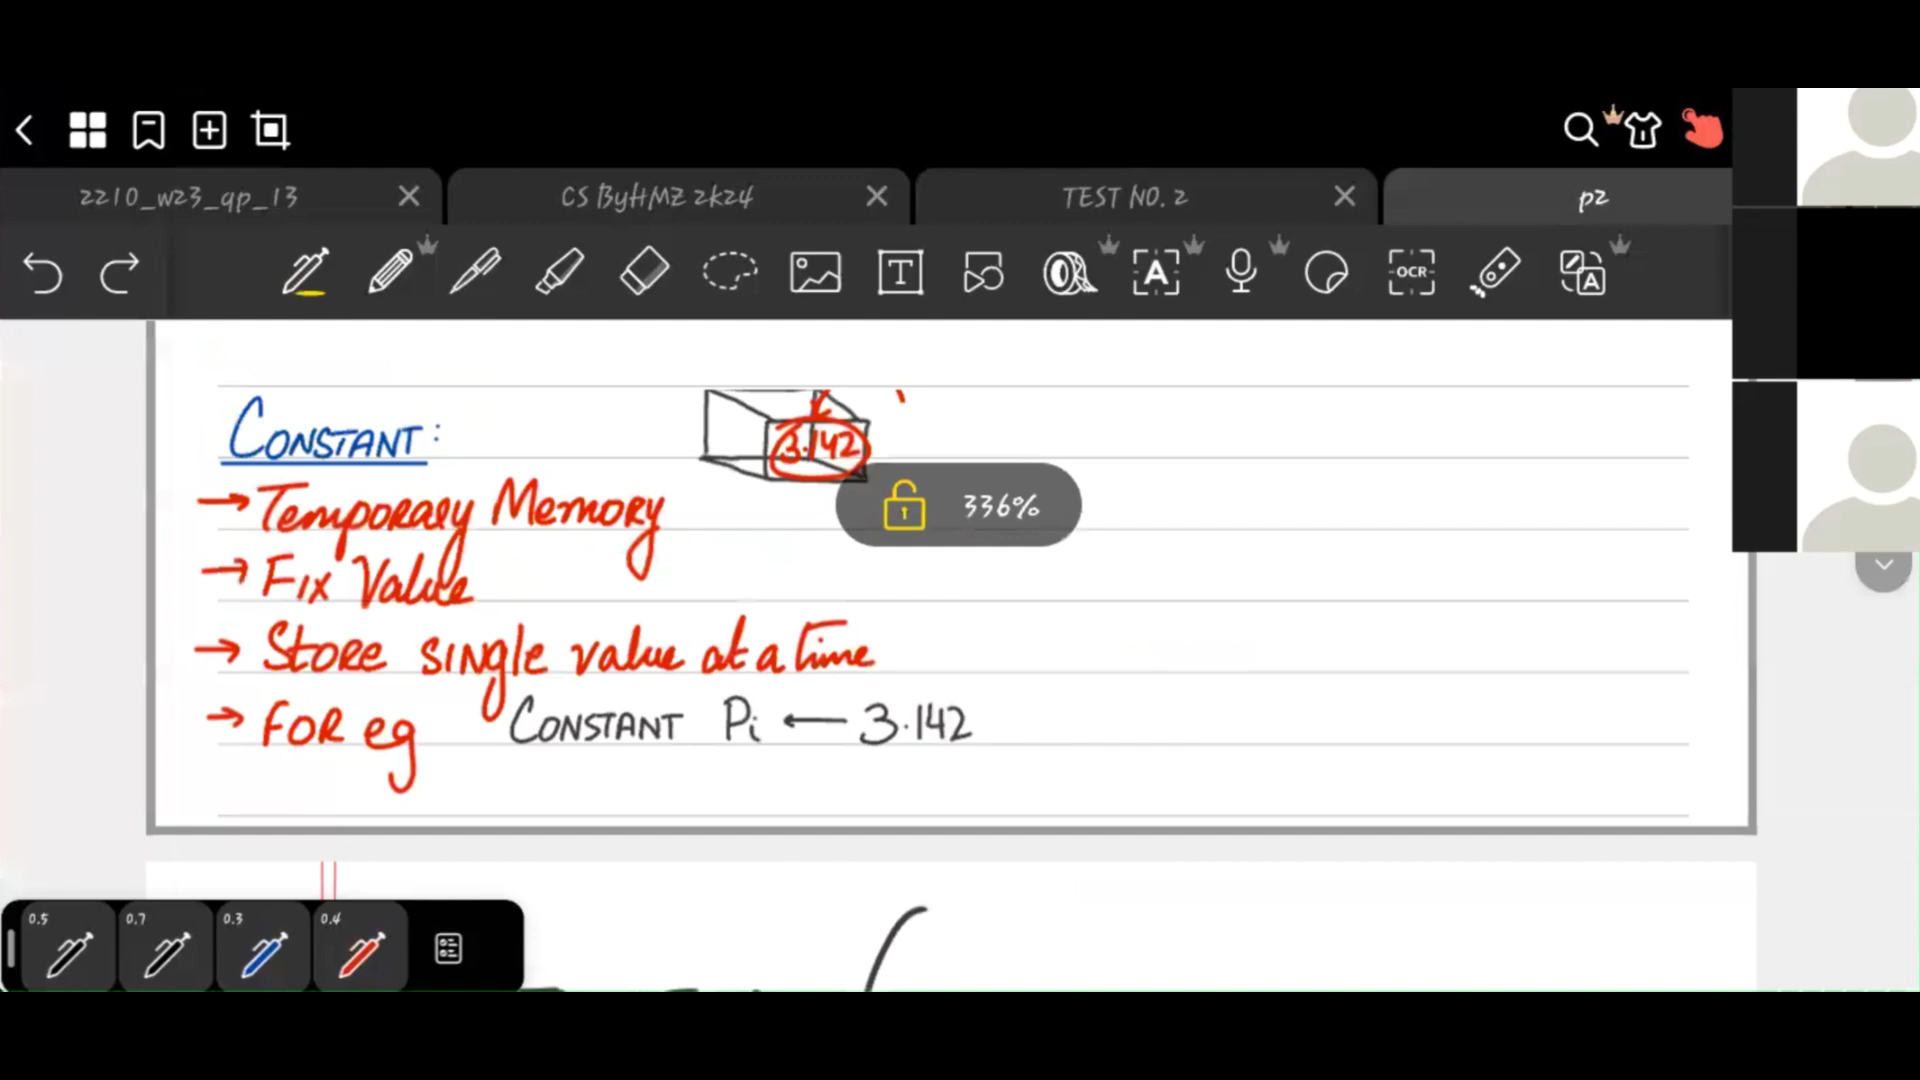 2210_w23_qp_13
CS ByHMZ 2k24
TEST NO. 2
p2
T
A
OCR
A
CONSTANT:
3.142
336%
→ Temporary Memory
→ Fix Value
→ Store single value at a time
→ FOR eg CONSTANT Pi ← 3.142
0.5
0.7
0.3
0.4